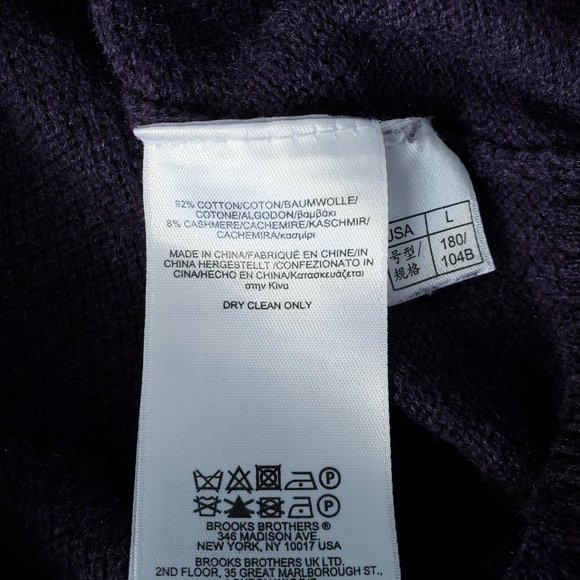 92% COTTON/COTON/BAUMWOLLE/
COTONE/ALGODON/βαμβάκι
8% CASHMERE/CACHEMIRE/KASCHMIR/
CACHEMIRA/κασμίρι
MADE IN CHINA/FABRIQUÉ EN CHINE/IN
CHINA HERGESTELLT /CONFEZIONATO IN
CINA/HECHO EN CHINA/Κατασκευάζεται
στην Κίνα
DRY CLEAN ONLY
BROOKS BROTHERS ®
346 MADISON AVE.
NEW YORK, NY 10017 USA
BROOKS BROTHERS UK LTD.
2ND FLOOR, 35 GREAT MARLBOROUGH ST.,
USA L
号型/ 180/
规格 104B